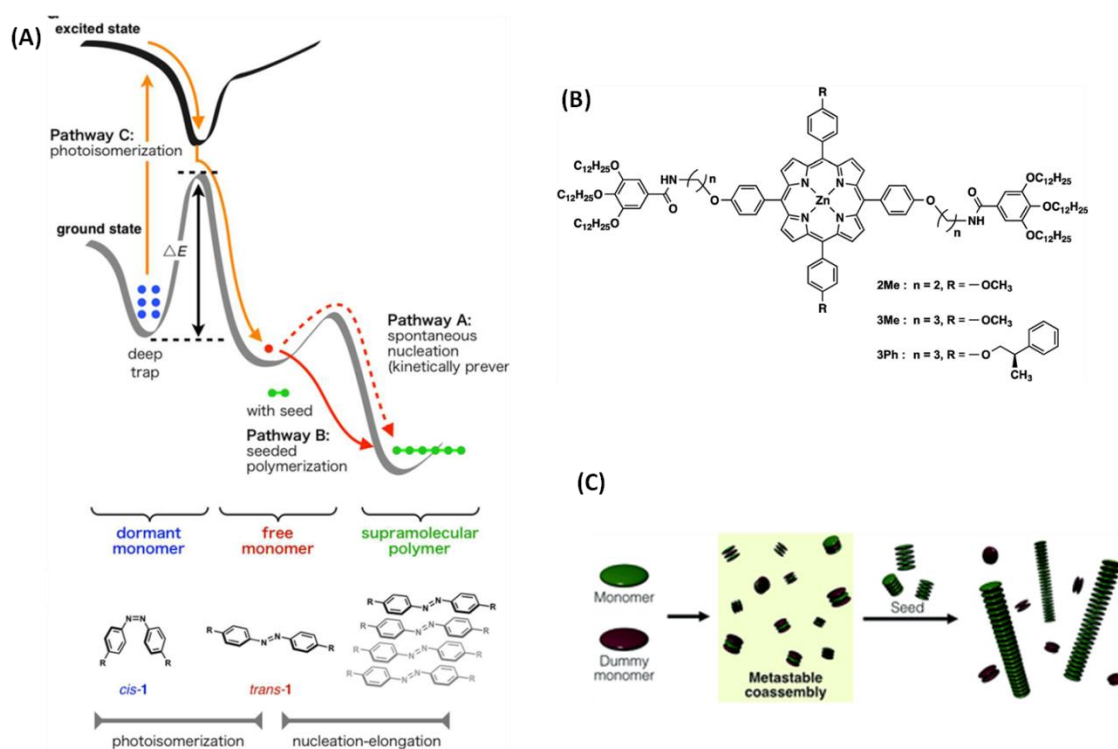 (A)
excited state
Pathway C:
photoisomerization
ground state
△E
deep
trap
Pathway A:
spontaneous
nucleation
(kinetically prever
with seed
Pathway B:
seeded
polymerization
dormant
monomer
free
monomer
supramolecular
polymer
N=N
R
R
cis-1
R
N=N
R
trans-1
R
N=N
R
R
N=N
R
R
N=N
R
R
N=N
R
photoisomerization
nucleation-elongation
(B)
R
C12H25O
C12H25O
C12H25O
HN
O
n
O
N
N
Zn
N
N
O
n
NH
O
OC12H25
OC12H25
OC12H25
R
2Me : n = 2, R = —OCH3
3Me : n = 3, R = —OCH3
3Ph : n = 3, R = —O
CH3
(C)
Monomer
Dummy
monomer
Metastable
coassembly
Seed